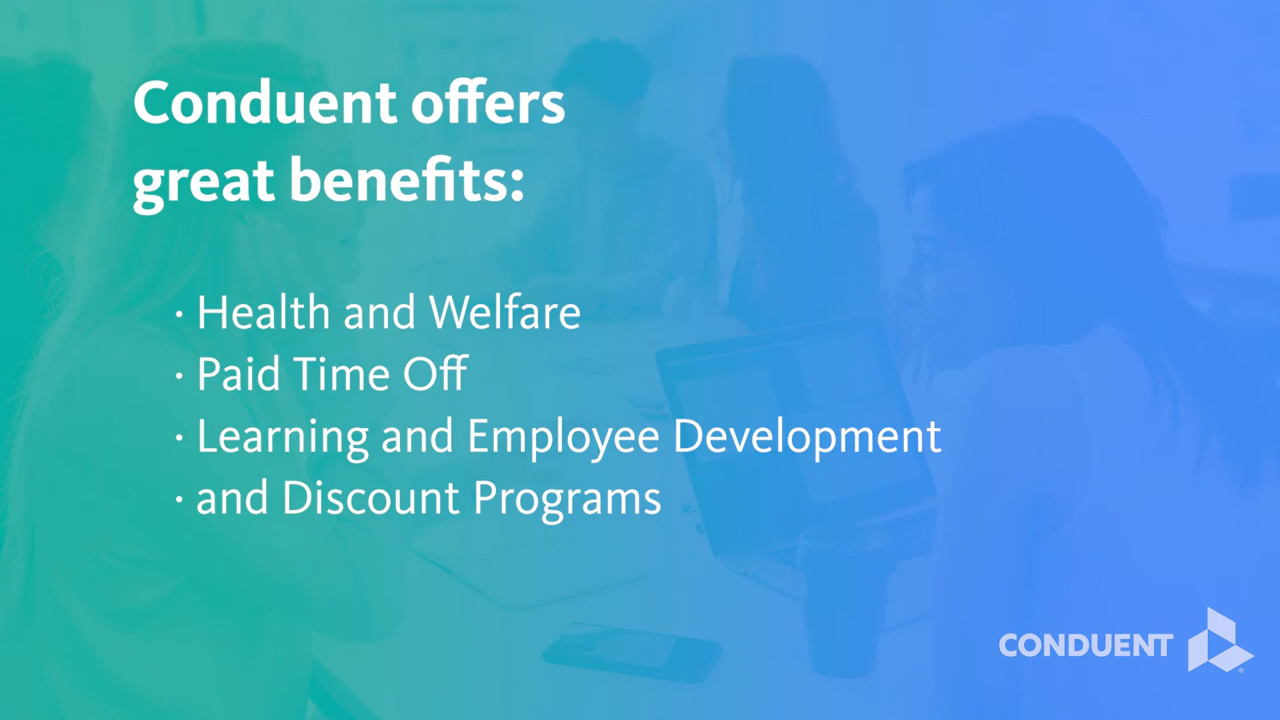 Conduent offers
great benefits:
· Health and Welfare
· Paid Time Off
· Learning and Employee Development
· and Discount Programs
CONDUENT